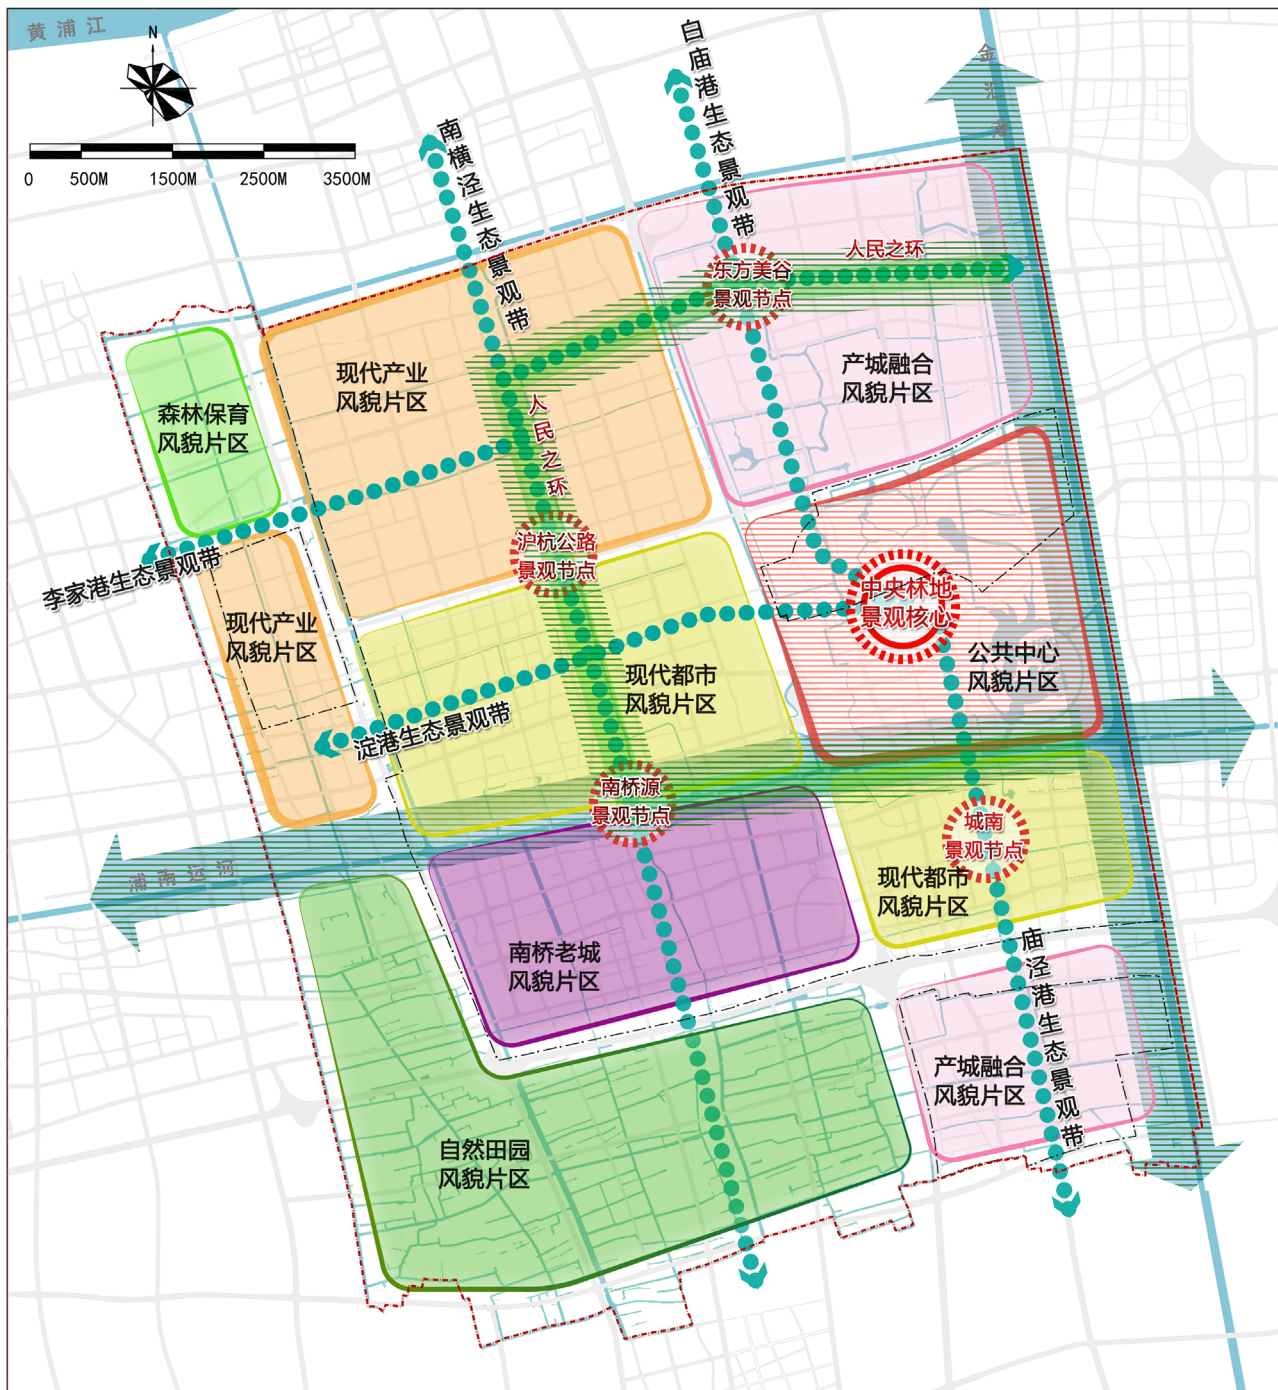 黄浦江
N
0 500M 1500M 2500M 3500M
白庙港生态景观带
金汇港
南横泾生态景观带
人民之环
东方美谷
景观节点
产城融合
风貌片区
现代产业
风貌片区
人民之环
森林保育
风貌片区
沪杭公路
景观节点
李家港生态景观带
中央林地
景观核心
现代产业
风貌片区
公共中心
风貌片区
现代都市
风貌片区
淀港生态景观带
南桥源
景观节点
城南
景观节点
浦南运河
现代都市
风貌片区
南桥老城
风貌片区
庙泾港生态景观带
产城融合
风貌片区
自然田园
风貌片区